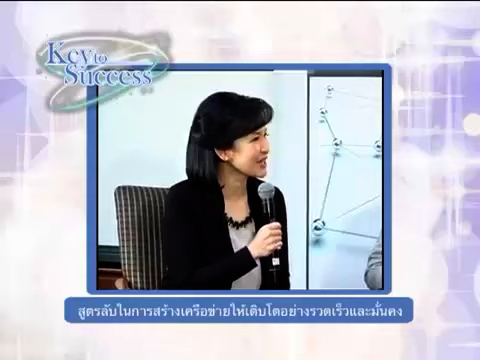 Key to
Success
สูตรลับในการสร้างเครือข่ายให้เติบโตอย่างรวดเร็วและมั่นคง